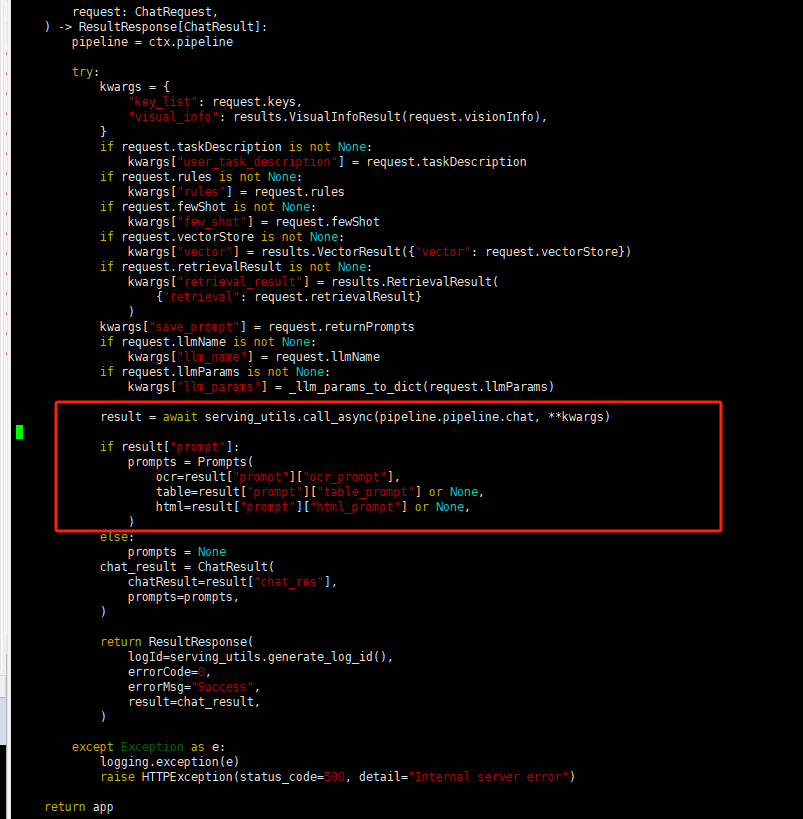 request: ChatRequest,
    ) -> ResultResponse[ChatResult]:
        pipeline = ctx.pipeline

        try:
            kwargs = {
                "key_list": request.keys,
                "visual_info": results.VisualInfoResult(request.visionInfo),
            }
            if request.taskDescription is not None:
                kwargs["user_task_description"] = request.taskDescription
            if request.rules is not None:
                kwargs["rules"] = request.rules
            if request.fewShot is not None:
                kwargs["few_shot"] = request.fewShot
            if request.vectorStore is not None:
                kwargs["vector"] = results.VectorResult({"vector": request.vectorStore})
            if request.retrievalResult is not None:
                kwargs["retrieval_result"] = results.RetrievalResult(
                    {"retrieval": request.retrievalResult}
                )
            kwargs["save_prompt"] = request.returnPrompts
            if request.llmName is not None:
                kwargs["llm_name"] = request.llmName
            if request.llmParams is not None:
                kwargs["llm_params"] = _llm_params_to_dict(request.llmParams)

            result = await serving_utils.call_async(pipeline.pipeline.chat, **kwargs)

            if result["prompt"]:
                prompts = Prompts(
                    ocr=result["prompt"]["ocr_prompt"],
                    table=result["prompt"]["table_prompt"] or None,
                    html=result["prompt"]["html_prompt"] or None,
                )
            else:
                prompts = None
            chat_result = ChatResult(
                chatResult=result["chat_res"],
                prompts=prompts,
            )

            return ResultResponse(
                logId=serving_utils.generate_log_id(),
                errorCode=0,
                errorMsg="Success",
                result=chat_result,
            )

        except Exception as e:
            logging.exception(e)
            raise HTTPException(status_code=500, detail="Internal server error")

    return app